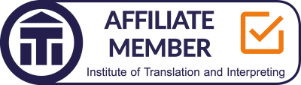 AFFILIATE
MEMBER
Institute of Translation and Interpreting